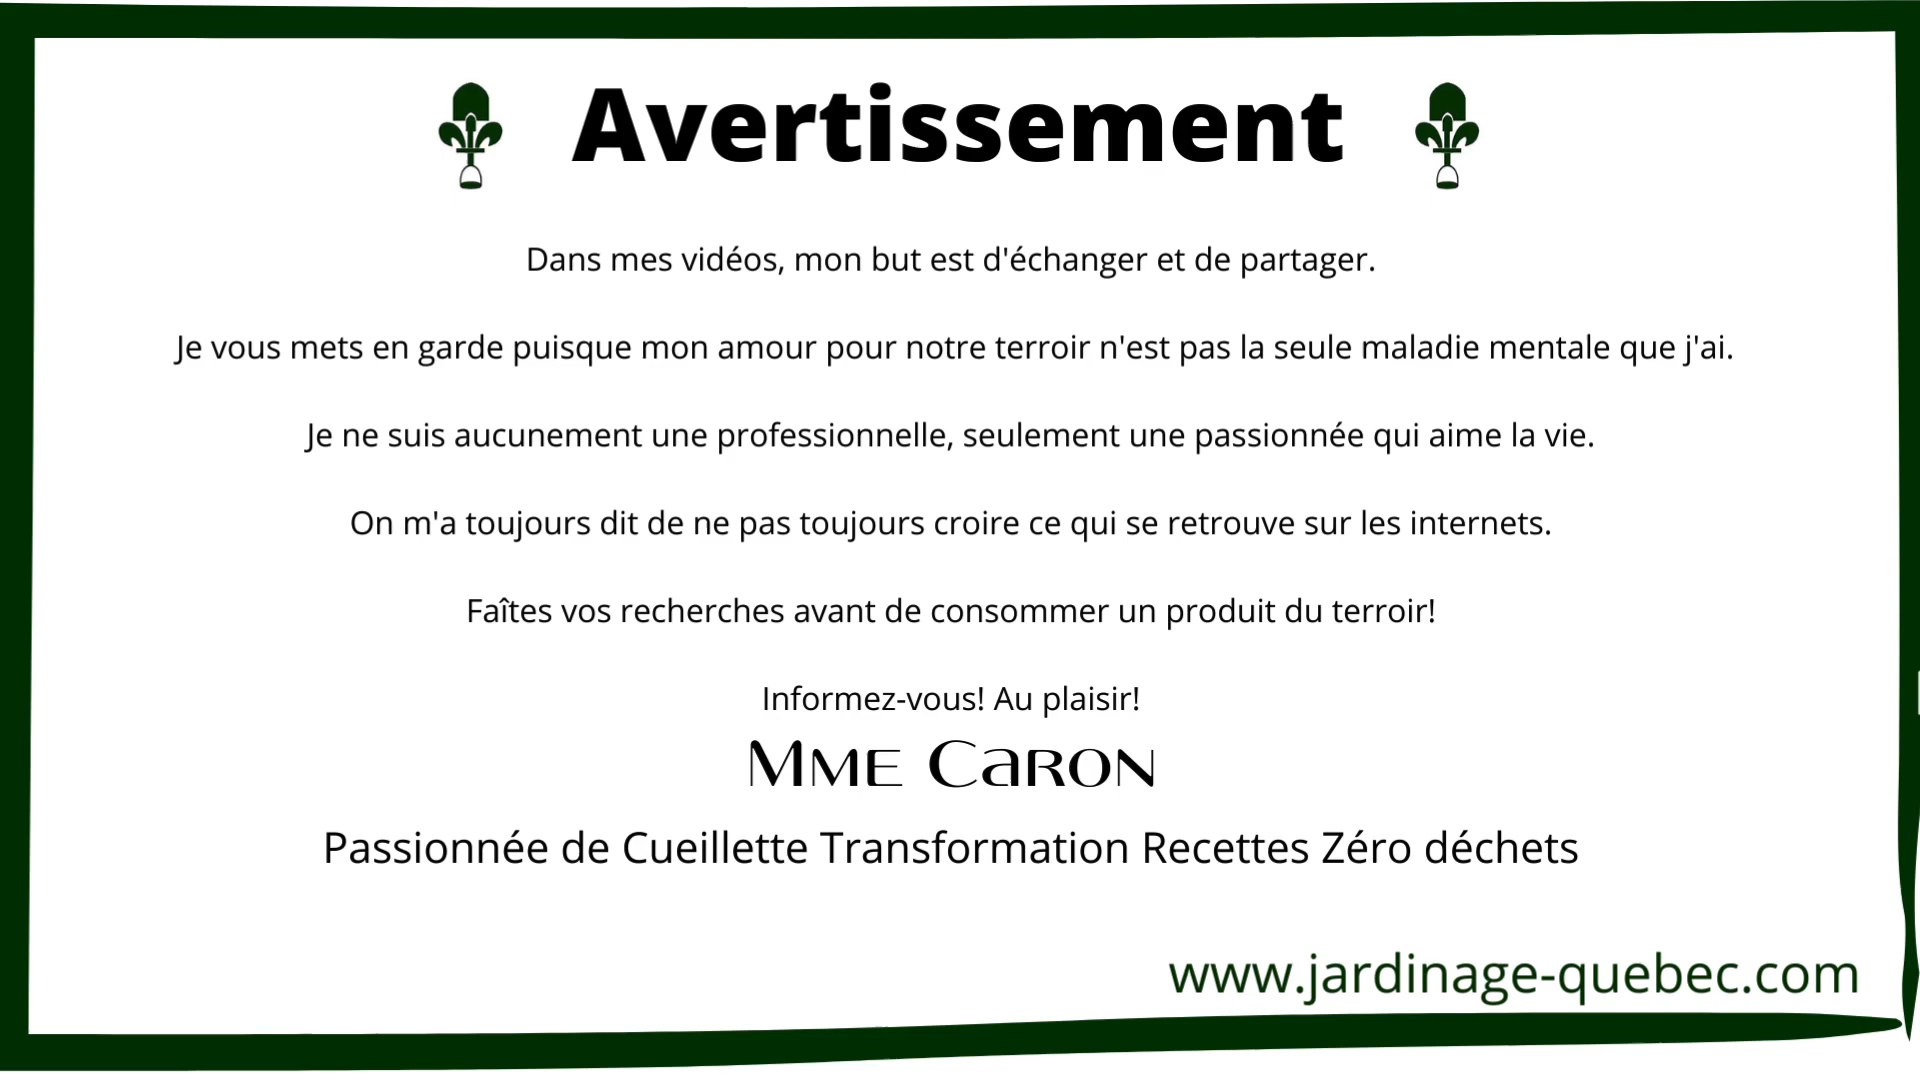 Avertissement
Dans mes vidéos, mon but est d'échanger et de partager.
Je vous mets en garde puisque mon amour pour notre terroir n'est pas la seule maladie mentale que j'ai.
Je ne suis aucunement une professionnelle, seulement une passionnée qui aime la vie.
On m'a toujours dit de ne pas toujours croire ce qui se retrouve sur les internets.
Faîtes vos recherches avant de consommer un produit du terroir!
Informez-vous! Au plaisir!
Mme Caron
Passionnée de Cueillette Transformation Recettes Zéro déchets
www.jardinage-quebec.com